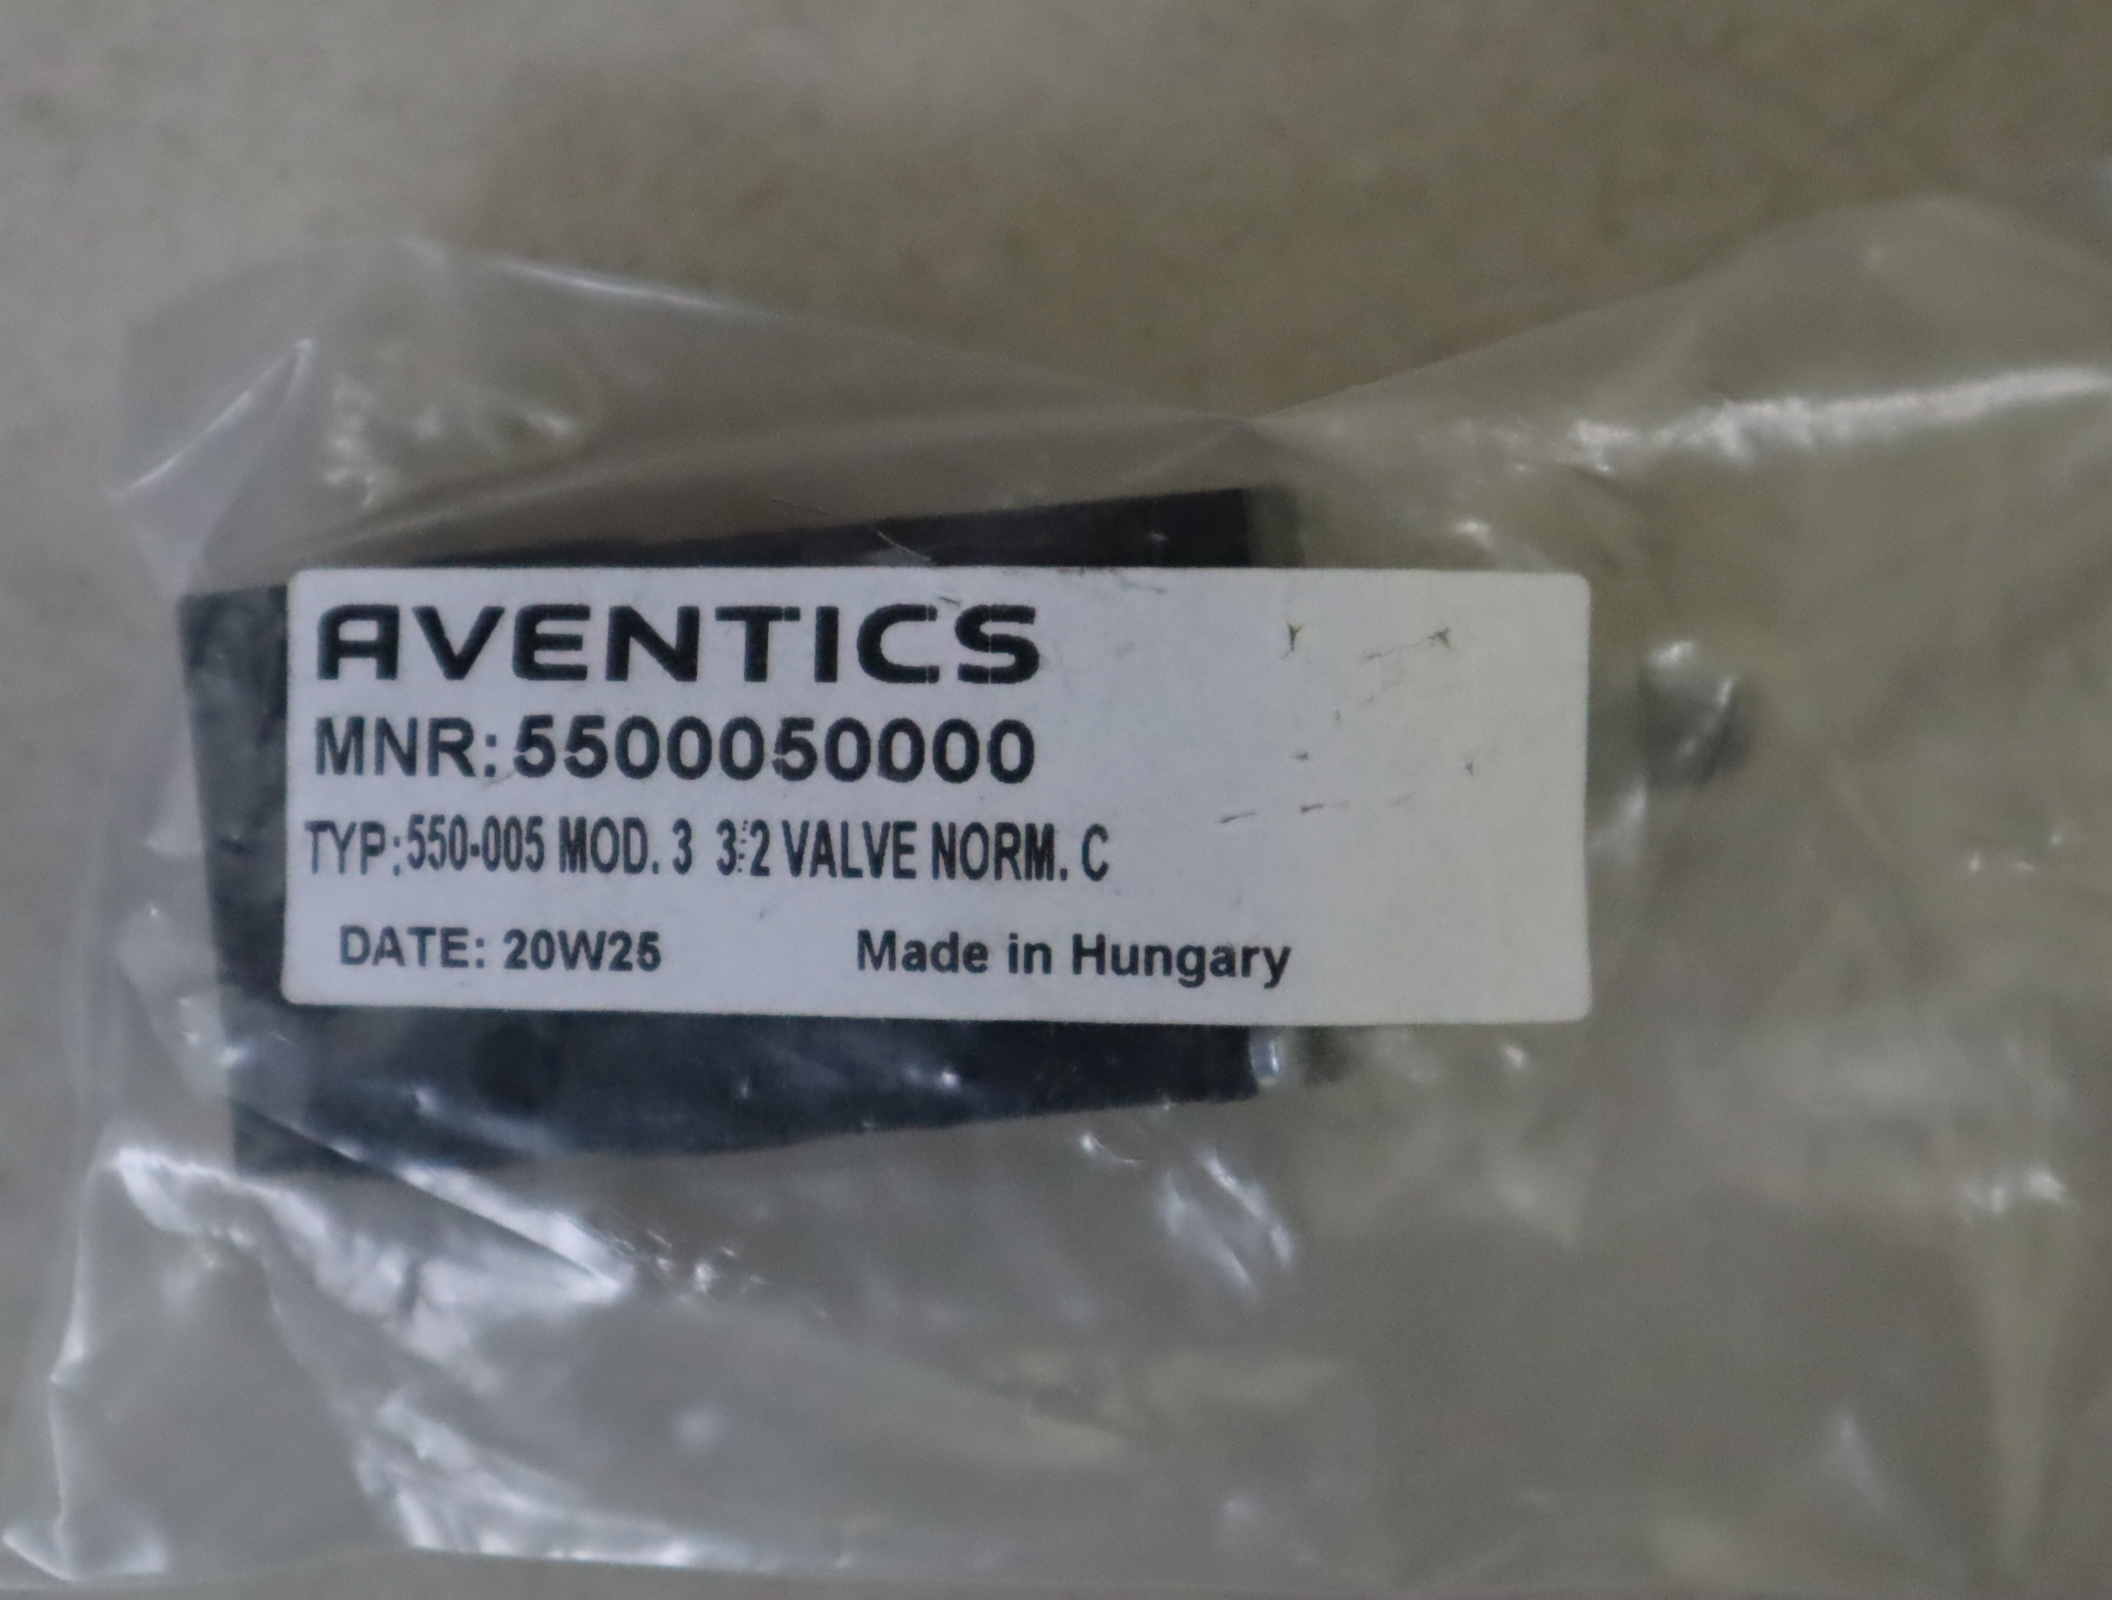 AVENTICS
MNR: 5500050000
TYP: 550-005 MOD. 3 3/2 VALVE NORM. C
DATE: 20W25 Made in Hungary